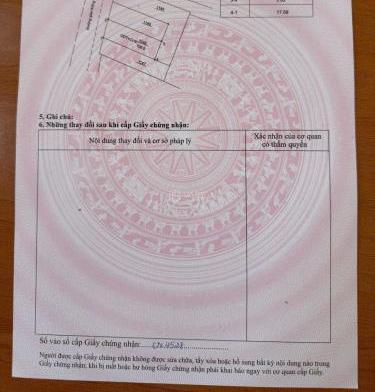 4-1 17.08
5. Ghi chú:
6. Những thay đổi sau khi cấp Giấy chứng nhận:
Nội dung thay đổi và cơ sở pháp lý
Xác nhận của cơ quan
có thẩm quyền
Số vào sổ cấp Giấy chứng nhận:
Người được cấp Giấy chứng nhận không được sửa chữa, tẩy xóa hoặc bổ sung bất kỳ nội dung nào trong
Giấy chứng nhận; khi bị mất hoặc hư hỏng Giấy chứng nhận phải khai báo ngay với cơ quan cấp Giấy.